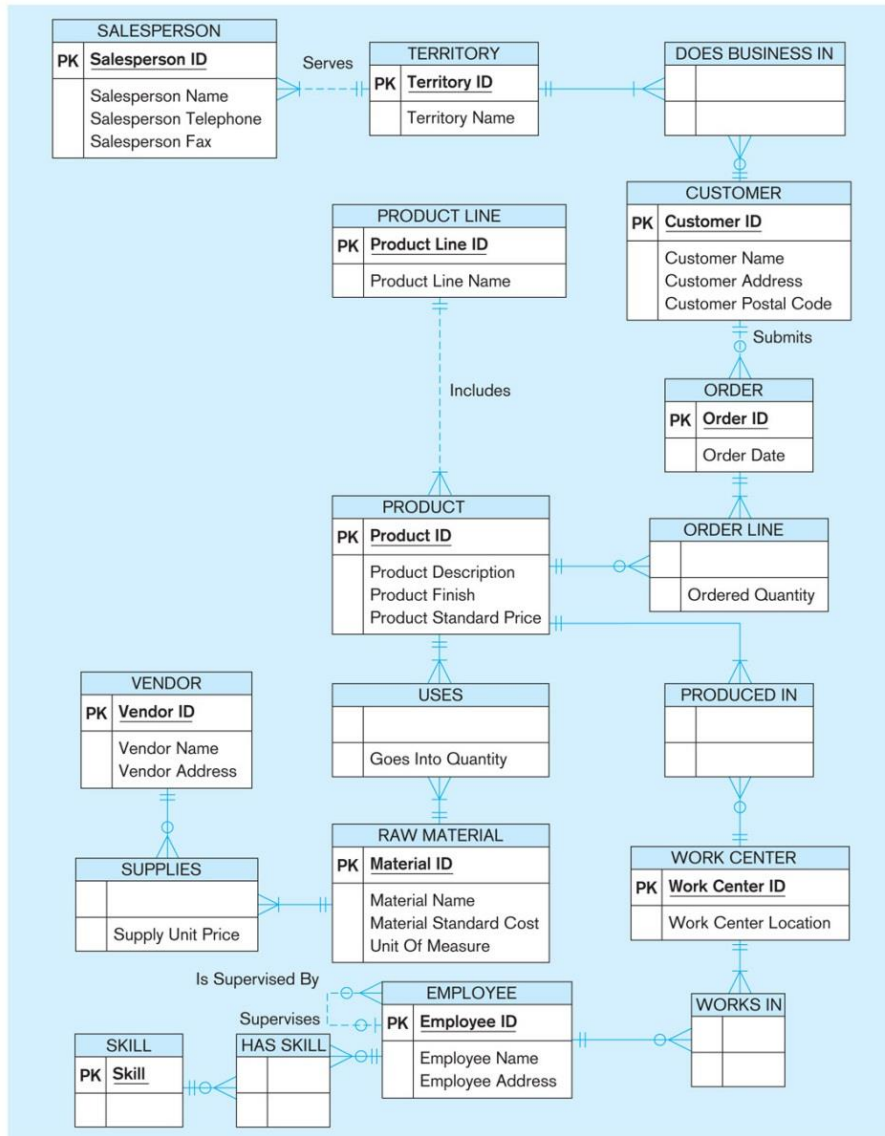 SALESPERSON
PK Salesperson ID
Salesperson Name
Salesperson Telephone
Salesperson Fax
Serves
TERRITORY
PK Territory ID
Territory Name
DOES BUSINESS IN
PRODUCT LINE
PK Product Line ID
Product Line Name
CUSTOMER
PK Customer ID
Customer Name
Customer Address
Customer Postal Code
Submits
Includes
ORDER
PK Order ID
Order Date
PRODUCT
PK Product ID
Product Description
Product Finish
Product Standard Price
ORDER LINE
Ordered Quantity
VENDOR
PK Vendor ID
Vendor Name
Vendor Address
USES
Goes Into Quantity
PRODUCED IN
SUPPLIES
Supply Unit Price
RAW MATERIAL
PK Material ID
Material Name
Material Standard Cost
Unit Of Measure
WORK CENTER
PK Work Center ID
Work Center Location
Is Supervised By
Supervises
EMPLOYEE
PK Employee ID
Employee Name
Employee Address
WORKS IN
SKILL
PK Skill
HAS SKILL